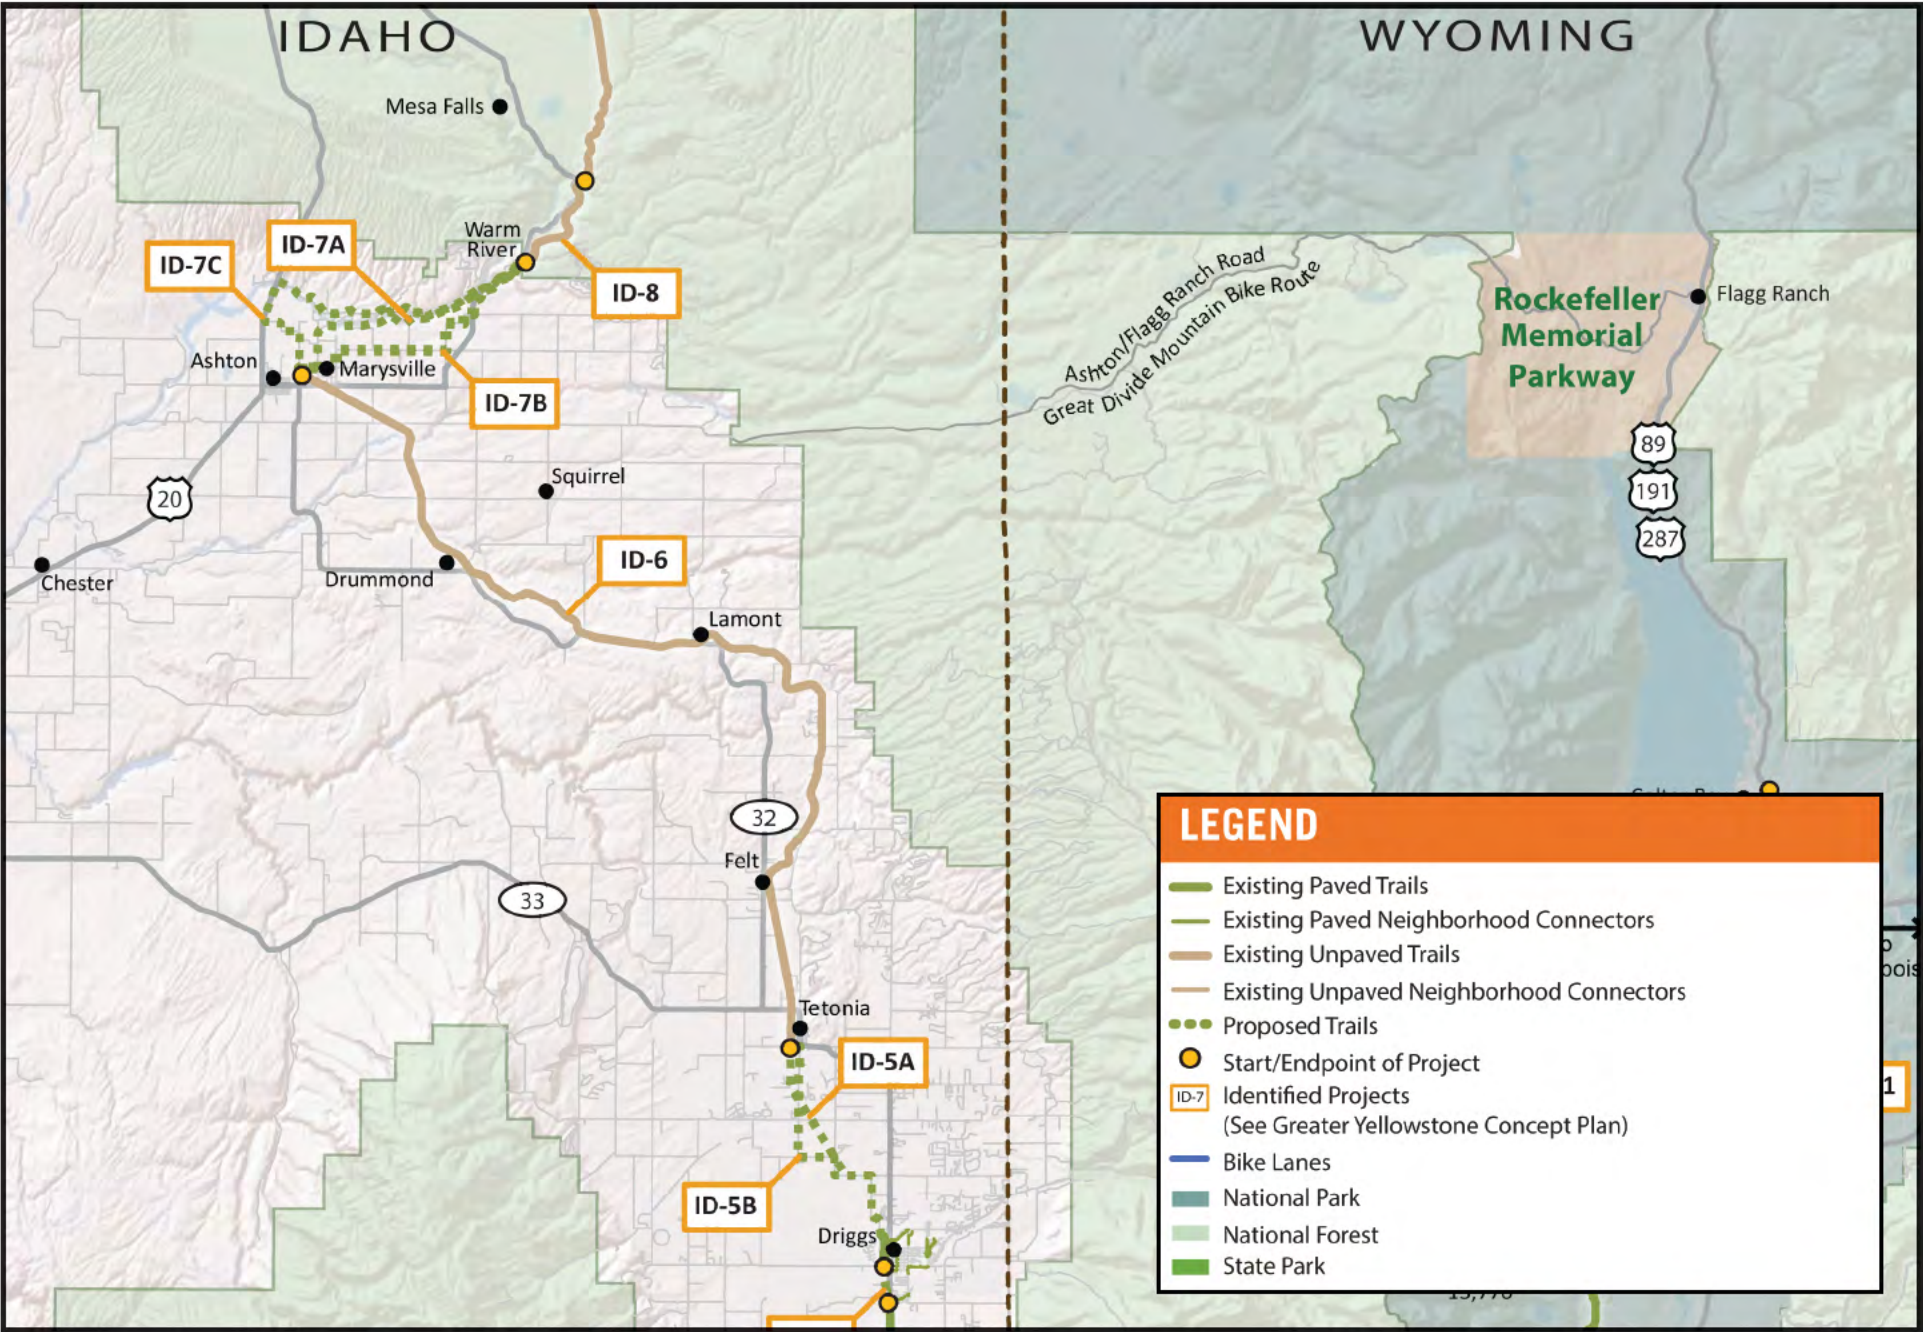 IDAHO
WYOMING
Mesa Falls
Warm
River
ID-7A
ID-7C
ID-8
Ashton/Flagg Ranch Road
Great Divide Mountain Bike Route
Rockefeller
Memorial
Parkway
Flagg Ranch
Ashton
Marysville
ID-7B
89
191
287
20
Squirrel
Chester
Drummond
ID-6
Lamont
32
Felt
33
Tetonia
ID-5A
ID-5B
Driggs
LEGEND
Existing Paved Trails
Existing Paved Neighborhood Connectors
Existing Unpaved Trails
Existing Unpaved Neighborhood Connectors
Proposed Trails
Start/Endpoint of Project
ID-7 Identified Projects
(See Greater Yellowstone Concept Plan)
Bike Lanes
National Park
National Forest
State Park
1